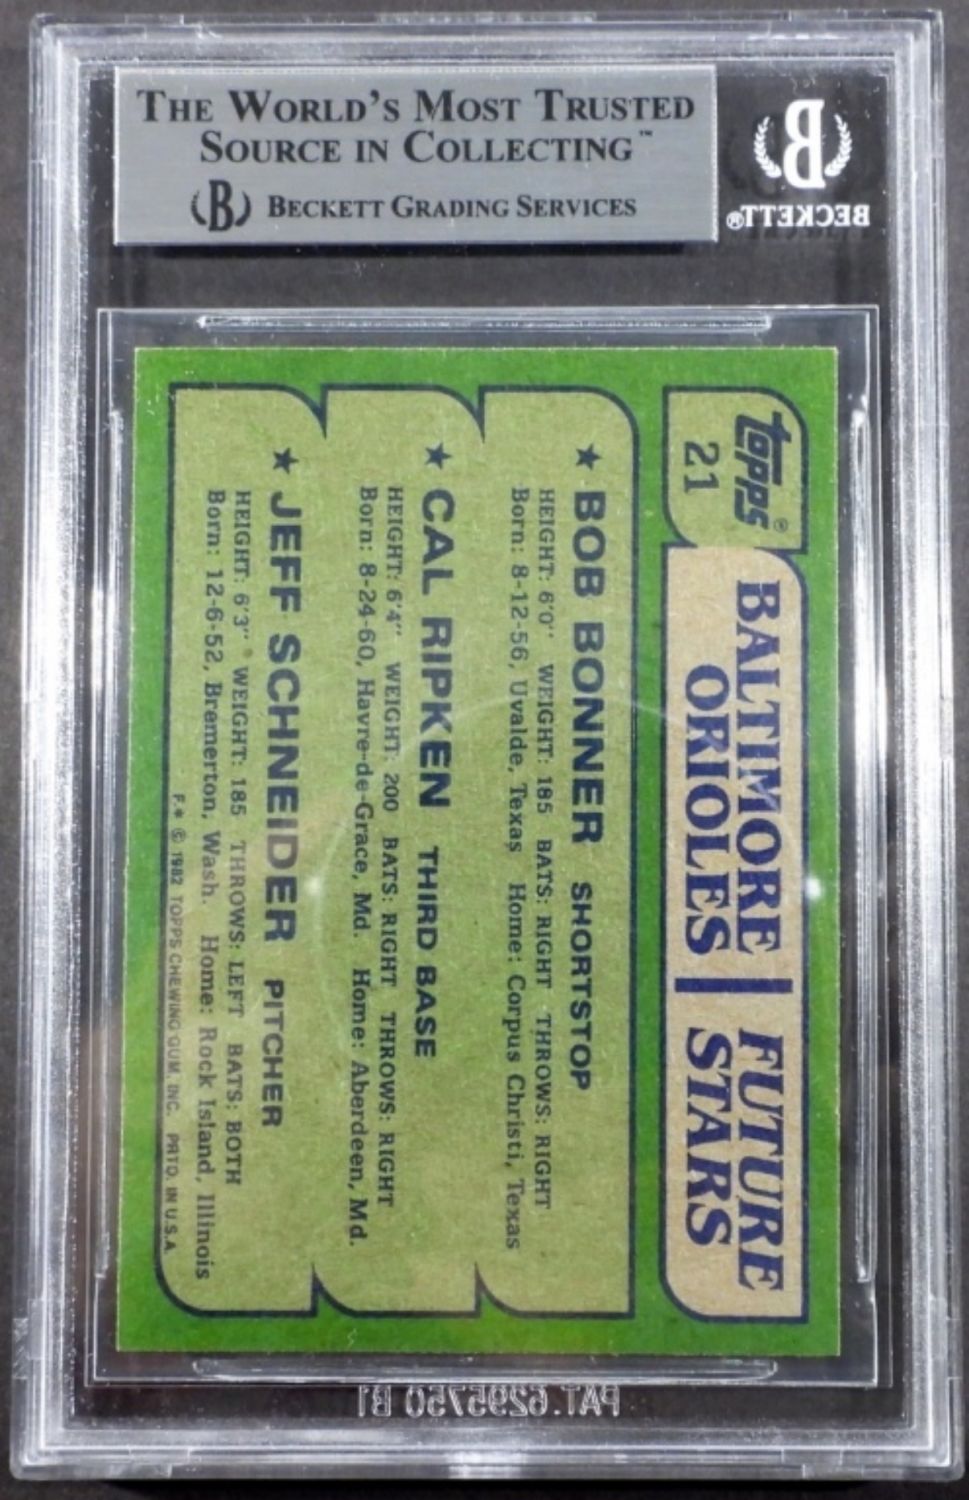 THE WORLD'S MOST TRUSTED
SOURCE IN COLLECTING™
B BECKETT GRADING SERVICES
B
BECKETT®
topps®
21
BALTIMORE | FUTURE
ORIOLES | STARS
★ BOB BONNER SHORTSTOP
HEIGHT: 6'0" WEIGHT: 185 BATS: RIGHT THROWS: RIGHT
Born: 8-12-56, Uvalde, Texas Home: Corpus Christi, Texas
★ CAL RIPKEN THIRD BASE
HEIGHT: 6'4" WEIGHT: 200 BATS: RIGHT THROWS: RIGHT
Born: 8-24-60, Havre-de-Grace, Md. Home: Aberdeen, Md.
★ JEFF SCHNEIDER PITCHER
HEIGHT: 6'3" WEIGHT: 185 THROWS: LEFT BATS: BOTH
Born: 12-6-52, Bremerton, Wash. Home: Rock Island, Illinois
F.* © 1982 TOPPS CHEWING GUM, INC. PRTD. IN U.S.A.
PAT.6295750 B1